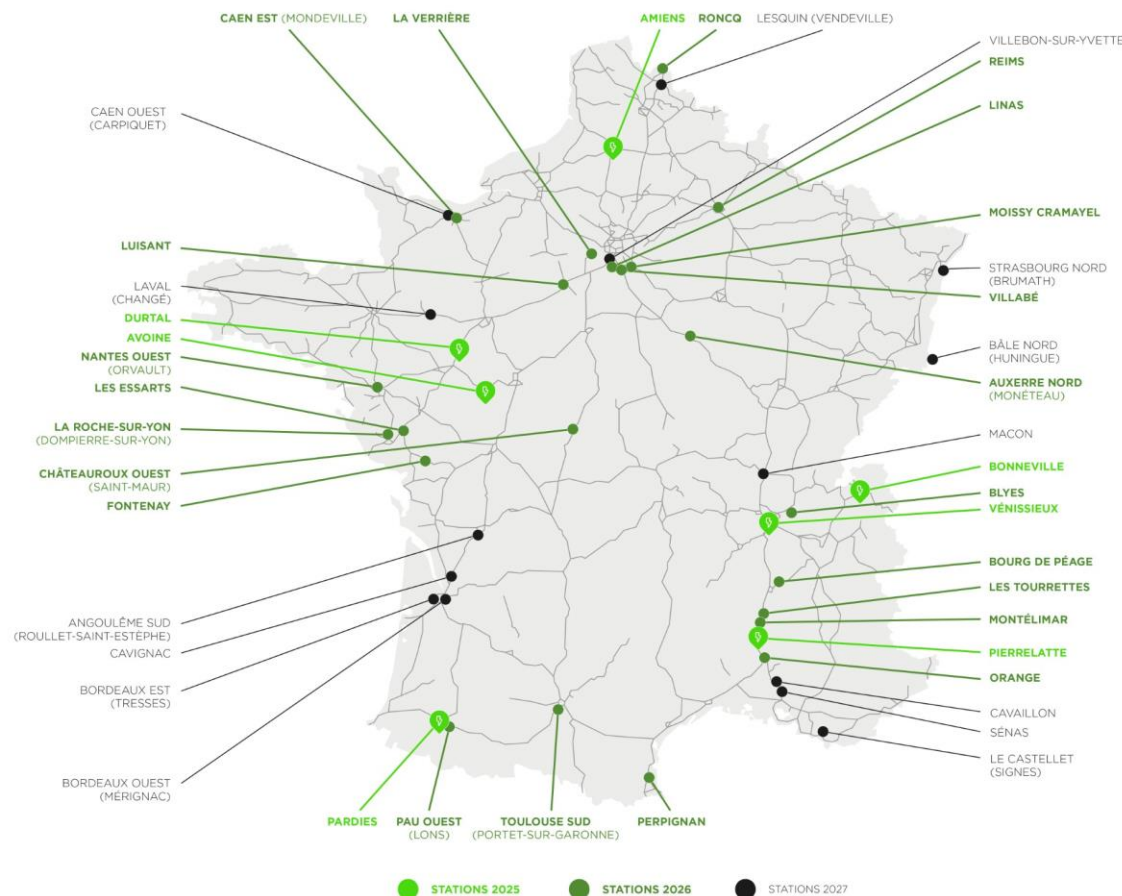 CAEN EST (MONDEVILLE)
LA VERRIÈRE
AMIENS
RONCQ
LESQUIN (VENDEVILLE)
VILLEBON-SUR-YVETTE
REIMS
LINAS
CAEN OUEST
(CARPIQUET)
MOISSY CRAMAYEL
LUISANT
STRASBOURG NORD
(BRUMATH)
LAVAL
(CHANGÉ)
VILLABÉ
DURTAL
AVOINE
BÂLE NORD
(HUNINGUE)
NANTES OUEST
(ORVAULT)
LES ESSARTS
AUXERRE NORD
(MONÉTEAU)
LA ROCHE-SUR-YON
(DOMPIERRE-SUR-YON)
MACON
CHÂTEAUROUX OUEST
(SAINT-MAUR)
BONNEVILLE
FONTENAY
BLYES
VÉNISSIEUX
BOURG DE PÉAGE
LES TOURRETTES
ANGOULÊME SUD
(ROULLET-SAINT-ESTÈPHE)
MONTÉLIMAR
CAVIGNAC
PIERRELATTE
ORANGE
BORDEAUX EST
(TRESSES)
CAVAILLON
SÉNAS
LE CASTELLET
(SIGNES)
BORDEAUX OUEST
(MÉRIGNAC)
PARDIES
PAU OUEST
(LONS)
TOULOUSE SUD
(PORTET-SUR-GARONNE)
PERPIGNAN
STATIONS 2025
STATIONS 2026
STATIONS 2027